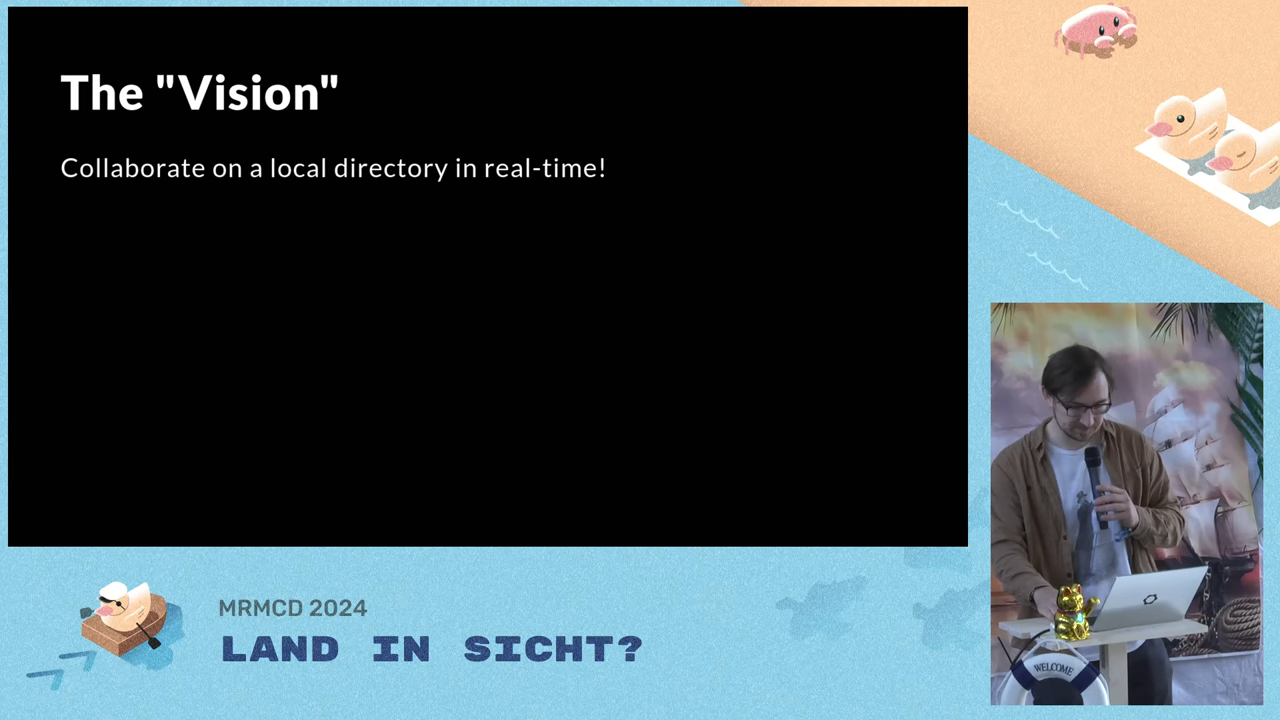 The "Vision"
Collaborate on a local directory in real-time!
MRMCD 2024
LAND IN SICHT?
WELCOME